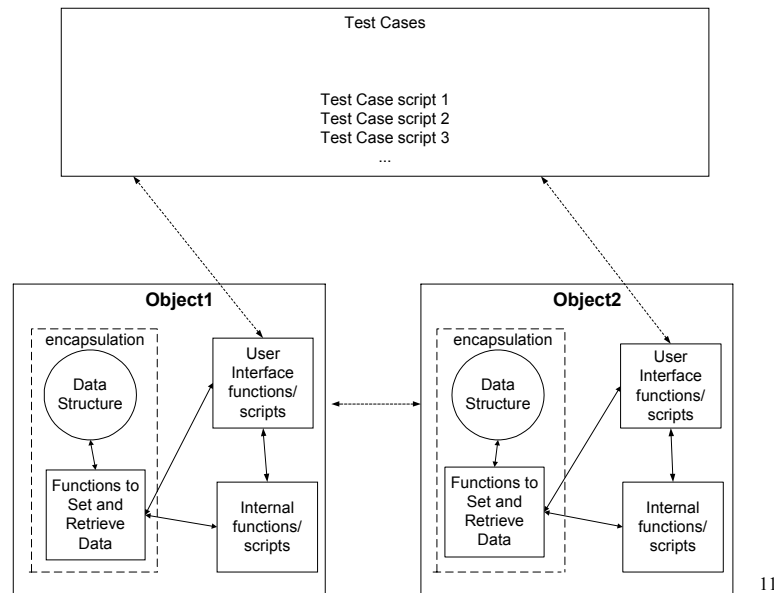 Test Cases
Test Case script 1
Test Case script 2
Test Case script 3
...
Object1
encapsulation
Data
Structure
Functions to
Set and
Retrieve
Data
User
Interface
functions/
scripts
Internal
functions/
scripts
Object2
encapsulation
Data
Structure
Functions to
Set and
Retrieve
Data
User
Interface
functions/
scripts
Internal
functions/
scripts
11